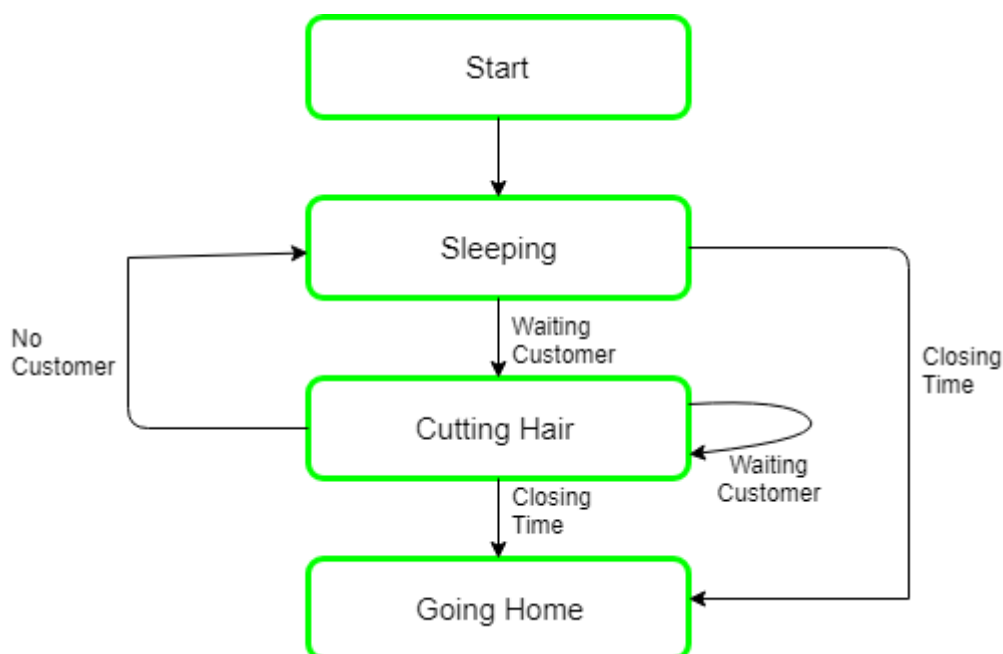 Start
Sleeping
Waiting
Customer
No
Customer
Closing
Time
Cutting Hair
Waiting
Customer
Closing
Time
Going Home